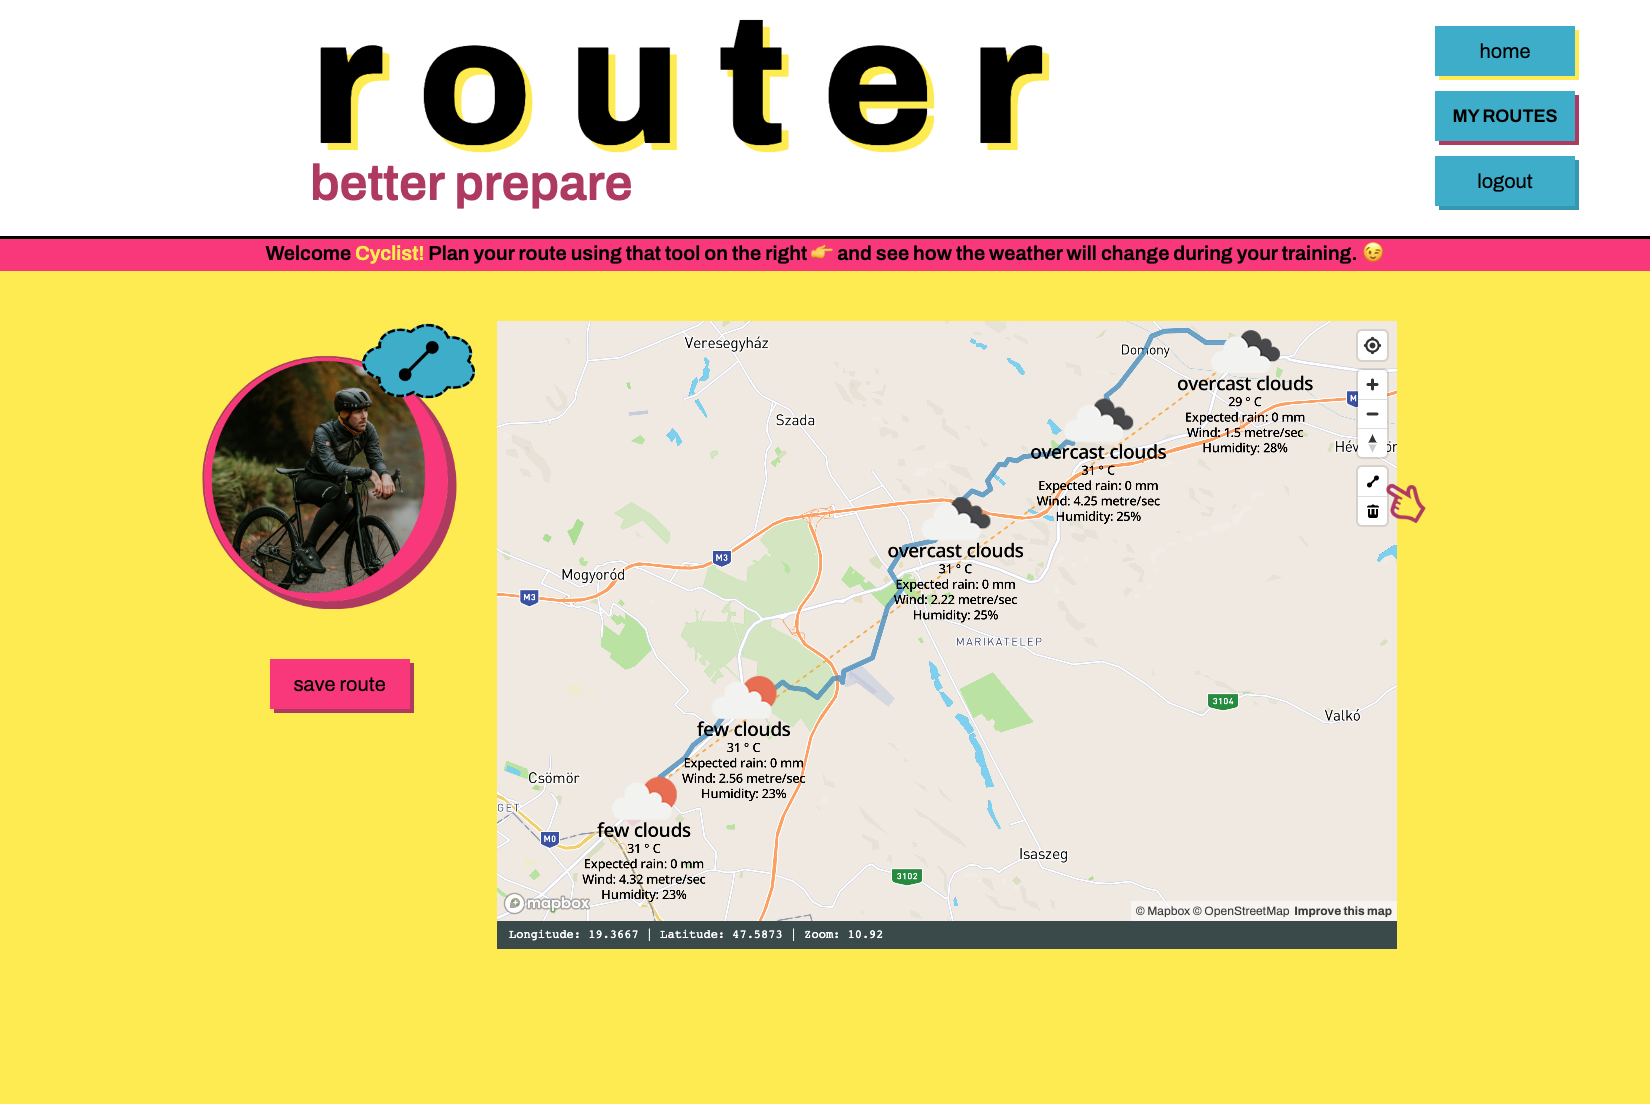 router
better prepare
home
MY ROUTES
logout
Welcome Cyclist! Plan your route using that tool on the right 👉 and see how the weather will change during your training. 😉
save route
Veresegyház
Domony
overcast clouds
29 ° C
Expected rain: 0 mm
Wind: 1.5 metre/sec
Humidity: 28%
Szada
overcast clouds
31 ° C
Expected rain: 0 mm
Wind: 4.25 metre/sec
Humidity: 25%
overcast clouds
31 ° C
Expected rain: 0 mm
Wind: 2.22 metre/sec
Humidity: 25%
M3
Mogyoród
M3
MARIKATELEP
3104
Valkó
few clouds
31 ° C
Expected rain: 0 mm
Wind: 2.56 metre/sec
Humidity: 23%
Csömör
few clouds
31 ° C
Expected rain: 0 mm
Wind: 4.32 metre/sec
Humidity: 23%
M0
Isaszeg
3102
mapbox
© Mapbox © OpenStreetMap Improve this map
Longitude: 19.3667 | Latitude: 47.5873 | Zoom: 10.92